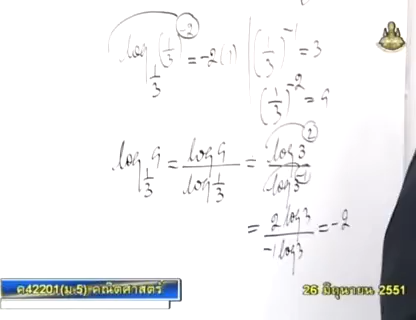 log_{1/3} (1/3)^{-2} = -2(1)
(1/3)^{-1} = 3
(1/3)^{-2} = 9
log_{1/3} 9 = log 9 / log 1/3 = log 3^2 / log 3^{-1}
= 2 log 3 / -1 log 3 = -2
ค42201(ม.5)-คณิตศาสตร์
26 มิถุนายน 2551